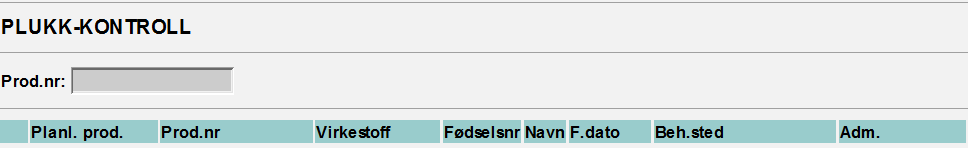 PLUKK-KONTROLL
Prod.nr:
Planl. prod. Prod.nr Virkestoff Fødselsnr Navn F.dato Beh.sted Adm.